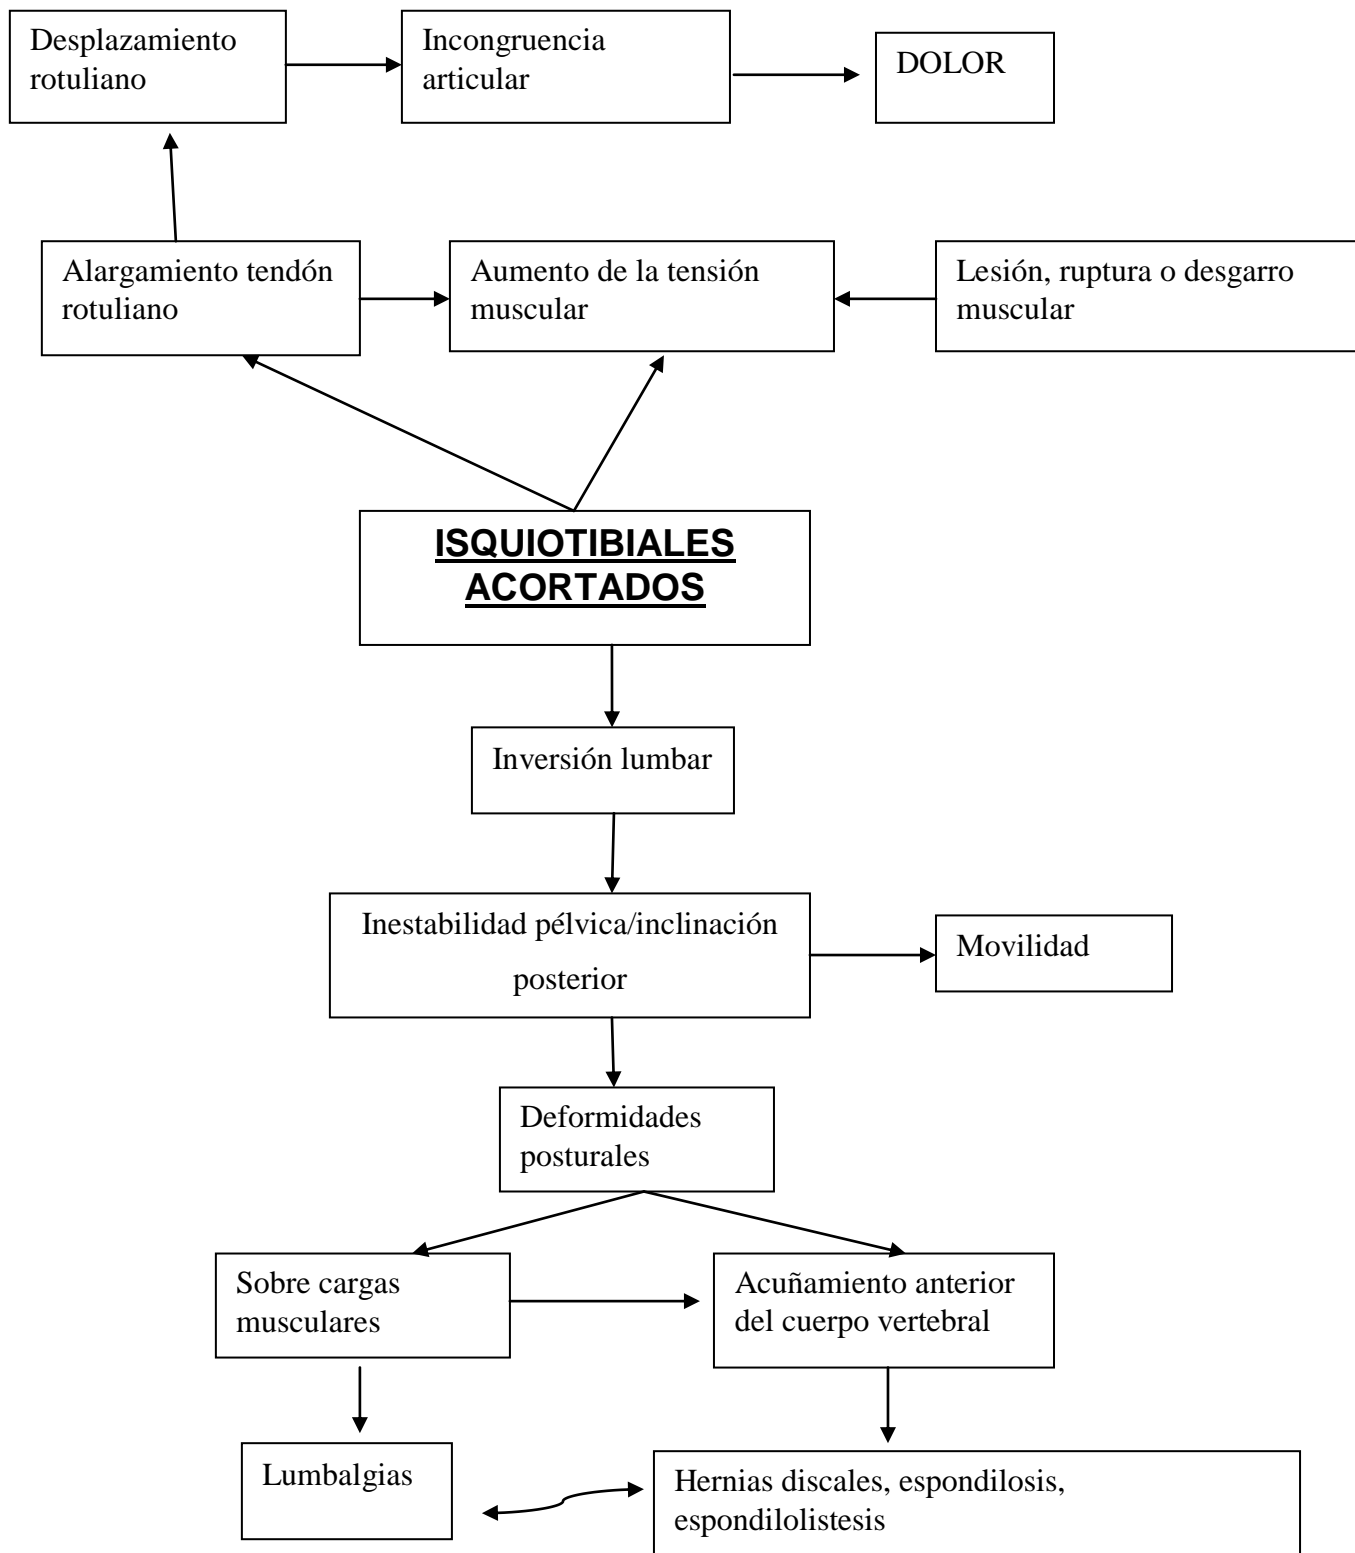 Desplazamiento
rotuliano
Incongruencia
articular
DOLOR
Alargamiento tendón
rotuliano
Aumento de la tensión
muscular
Lesión, ruptura o desgarro
muscular
ISQUIOTIBIALES
ACORTADOS
Inversión lumbar
Inestabilidad pélvica/inclinación
posterior
Movilidad
Deformidades
posturales
Sobre cargas
musculares
Acuñamiento anterior
del cuerpo vertebral
Lumbalgias
Hernias discales, espondilosis,
espondilolistesis